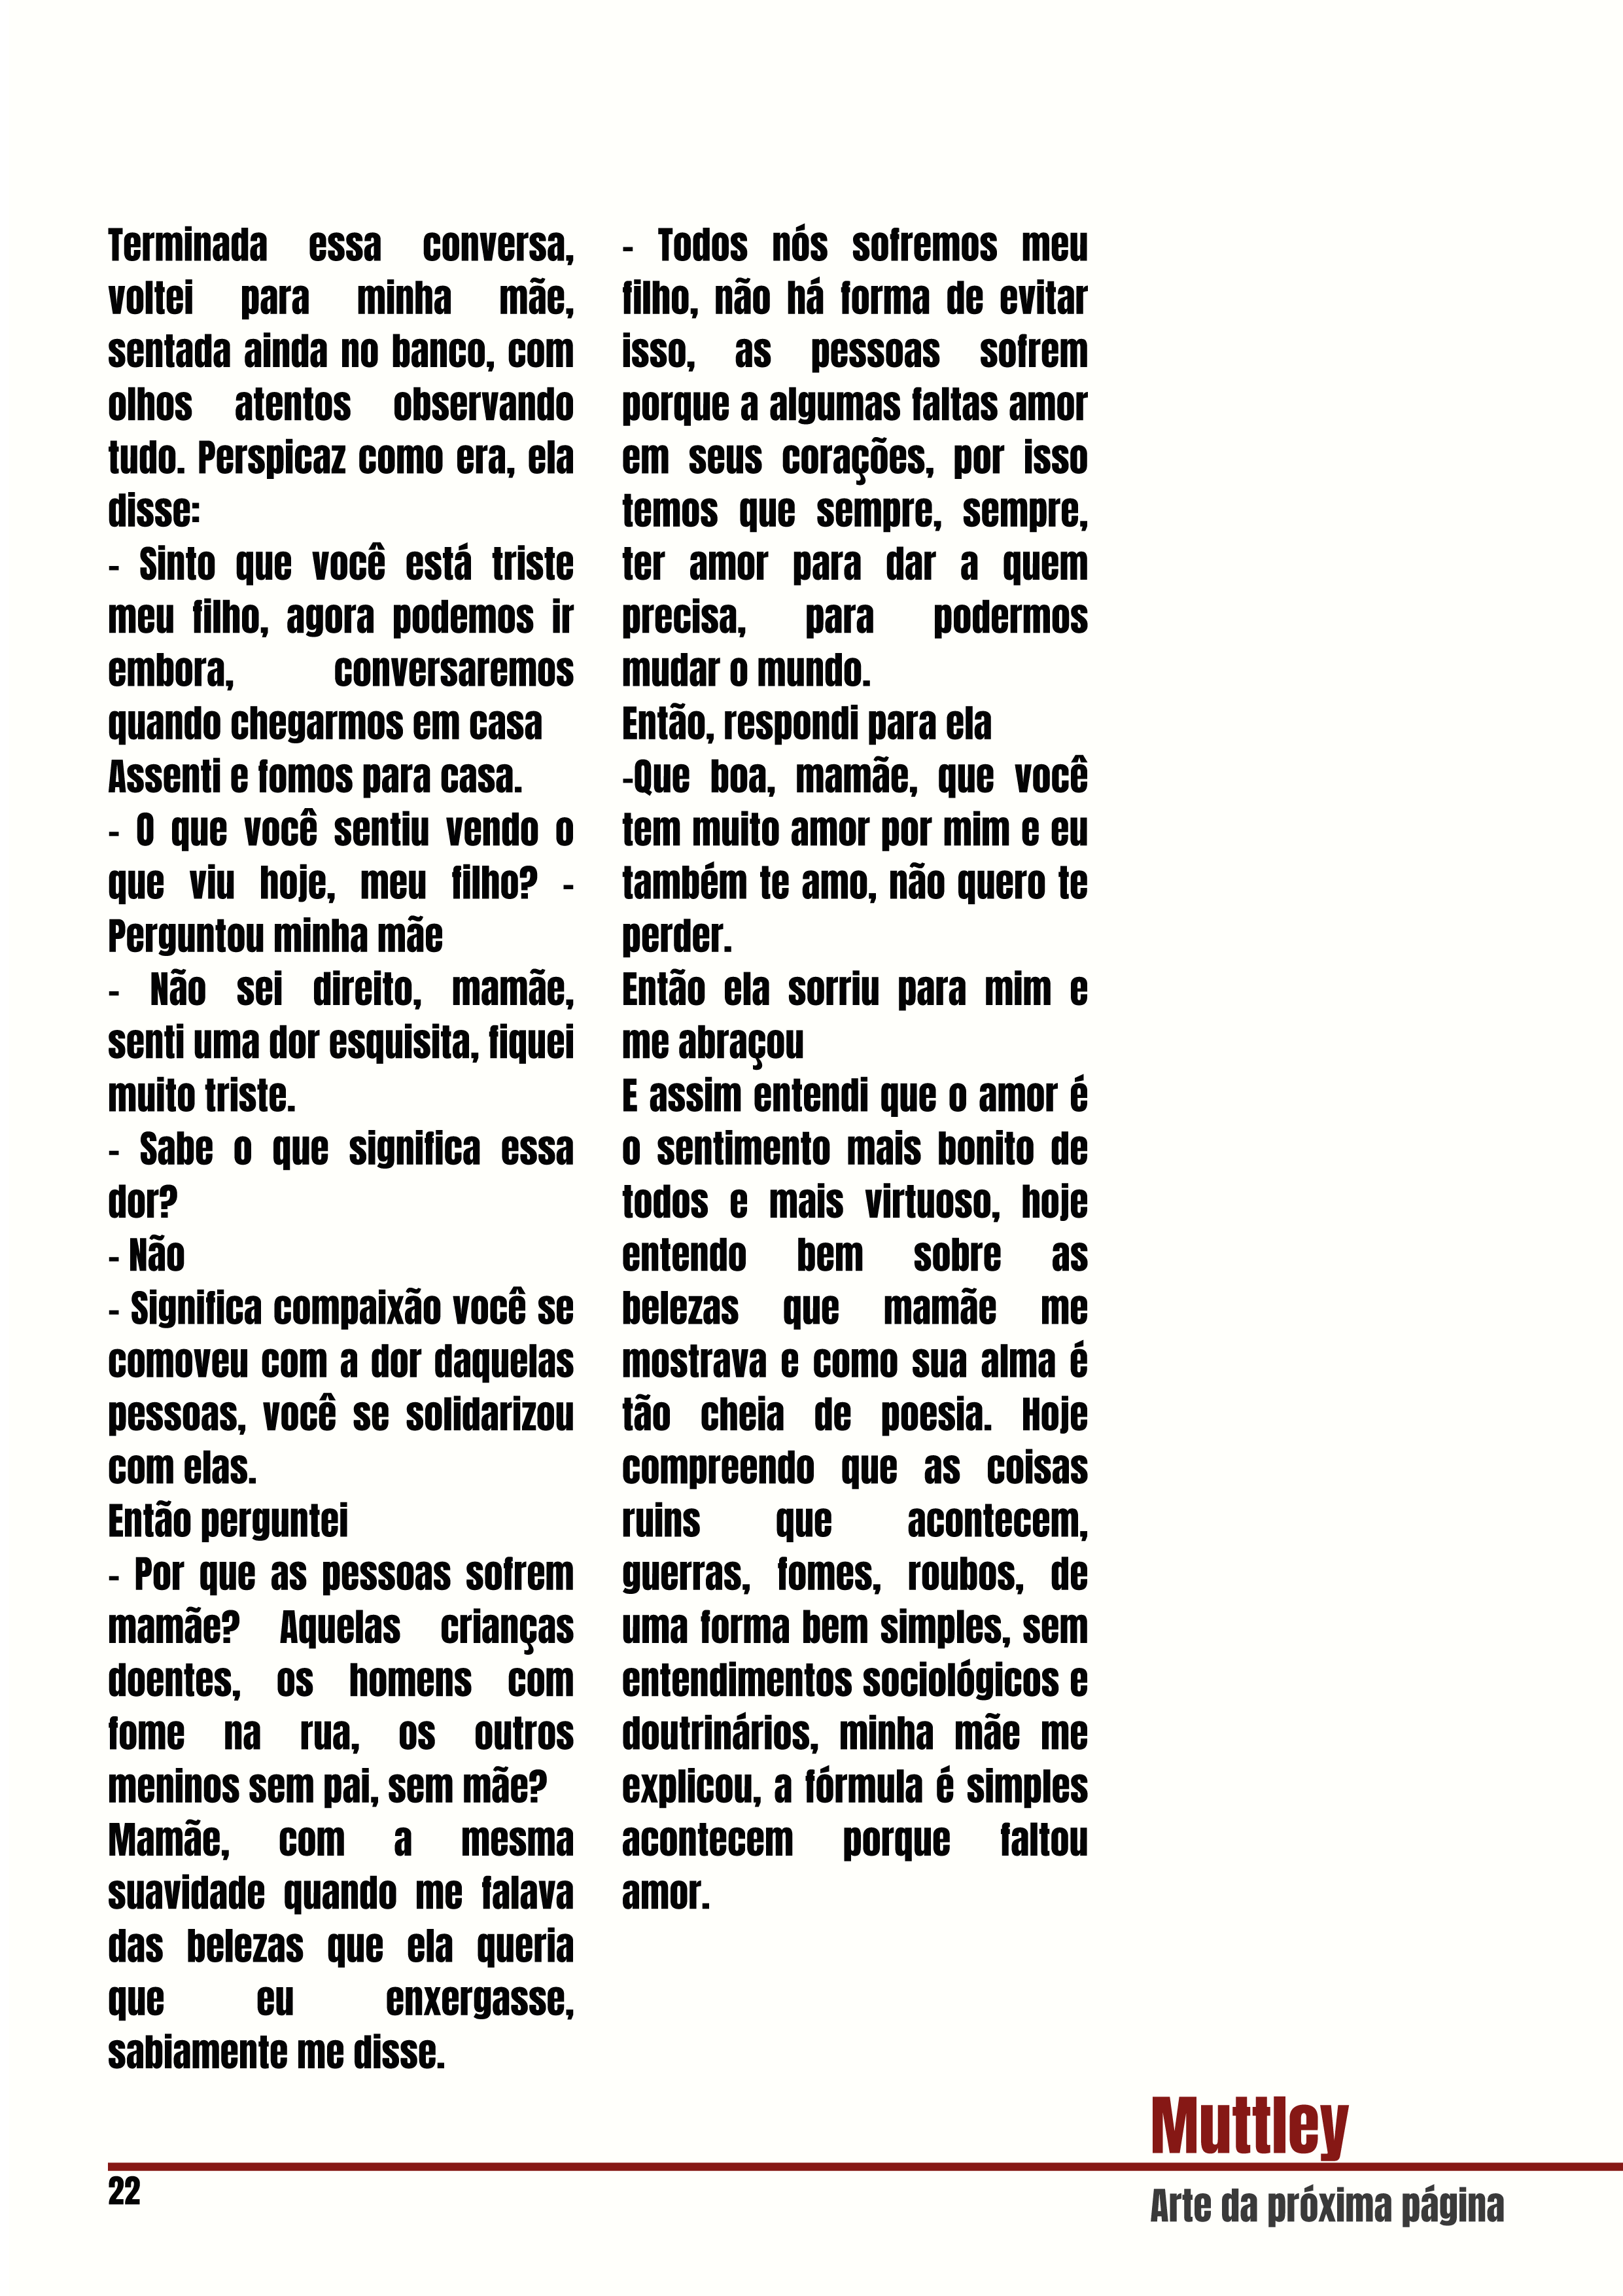 Terminada essa conversa,
voltei para minha mãe,
sentada ainda no banco, com
olhos atentos observando
tudo. Perspicaz como era, ela
disse:
- Sinto que você está triste
meu filho, agora podemos ir
embora, conversaremos
quando chegarmos em casa
Assenti e fomos para casa.
- O que você sentiu vendo o
que viu hoje, meu filho? -
Perguntou minha mãe
- Não sei direito, mamãe,
senti uma dor esquisita, fiquei
muito triste.
- Sabe o que significa essa
dor?
- Não
- Significa compaixão você se
comoveu com a dor daquelas
pessoas, você se solidarizou
com elas.
Então perguntei
- Por que as pessoas sofrem
mamãe? Aquelas crianças
doentes, os homens com
fome na rua, os outros
meninos sem pai, sem mãe?
Mamãe, com a mesma
suavidade quando me falava
das belezas que ela queria
que eu enxergasse,
sabiamente me disse.
- Todos nós sofremos meu
filho, não há forma de evitar
isso, as pessoas sofrem
porque a algumas faltas amor
em seus corações, por isso
temos que sempre, sempre,
ter amor para dar a quem
precisa, para podermos
mudar o mundo.
Então, respondi para ela
-Que boa, mamãe, que você
tem muito amor por mim e eu
também te amo, não quero te
perder.
Então ela sorriu para mim e
me abraçou
E assim entendi que o amor é
o sentimento mais bonito de
todos e mais virtuoso, hoje
entendo bem sobre as
belezas que mamãe me
mostrava e como sua alma é
tão cheia de poesia. Hoje
compreendo que as coisas
ruins que acontecem,
guerras, fomes, roubos, de
uma forma bem simples, sem
entendimentos sociológicos e
doutrinários, minha mãe me
explicou, a fórmula é simples
acontecem porque faltou
amor.
Muttley
22
Arte da próxima página